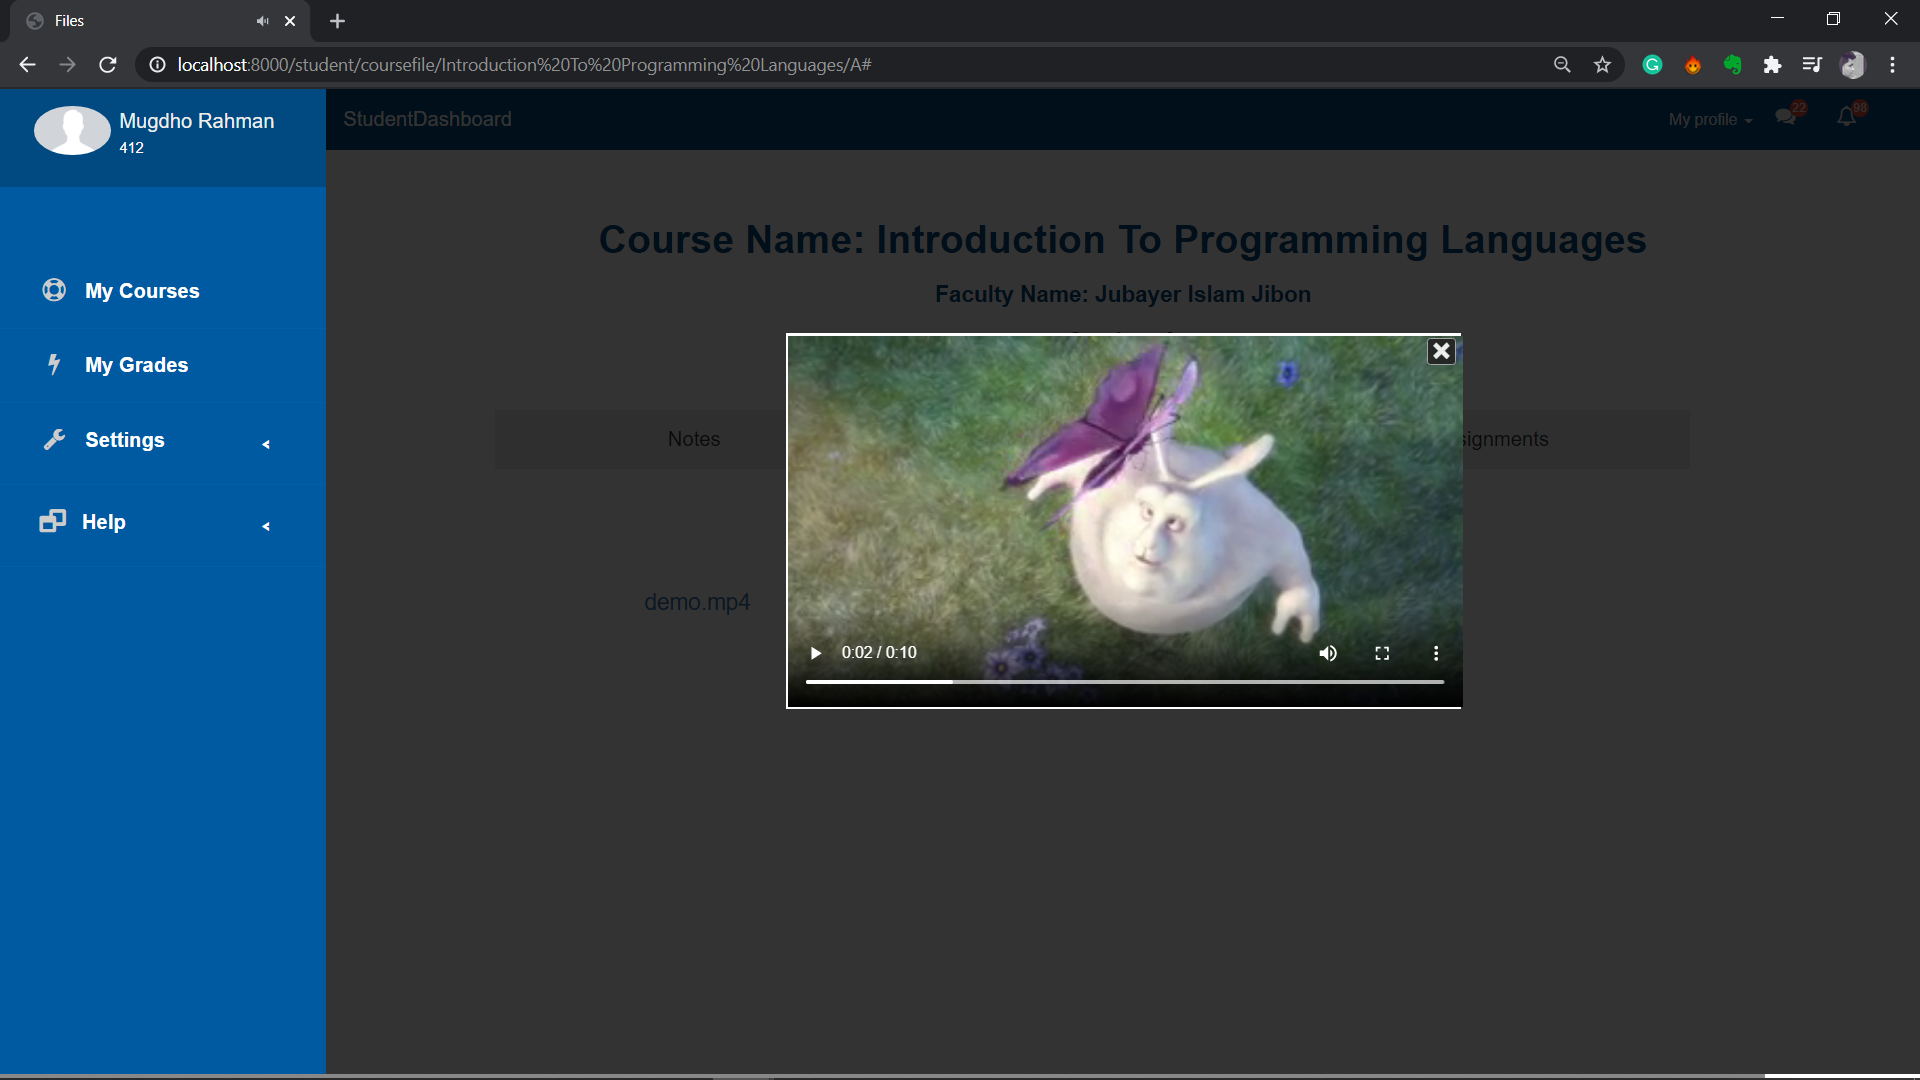 Files
localhost:8000/student/coursefile/Introduction%20To%20Programming%20Languages/A#
Mugdho Rahman
412
StudentDashboard
My profile
22
98
My Courses
My Grades
Settings
Help
Course Name: Introduction To Programming Languages
Faculty Name: Jubayer Islam Jibon
Notes
signments
demo.mp4
0:02 / 0:10